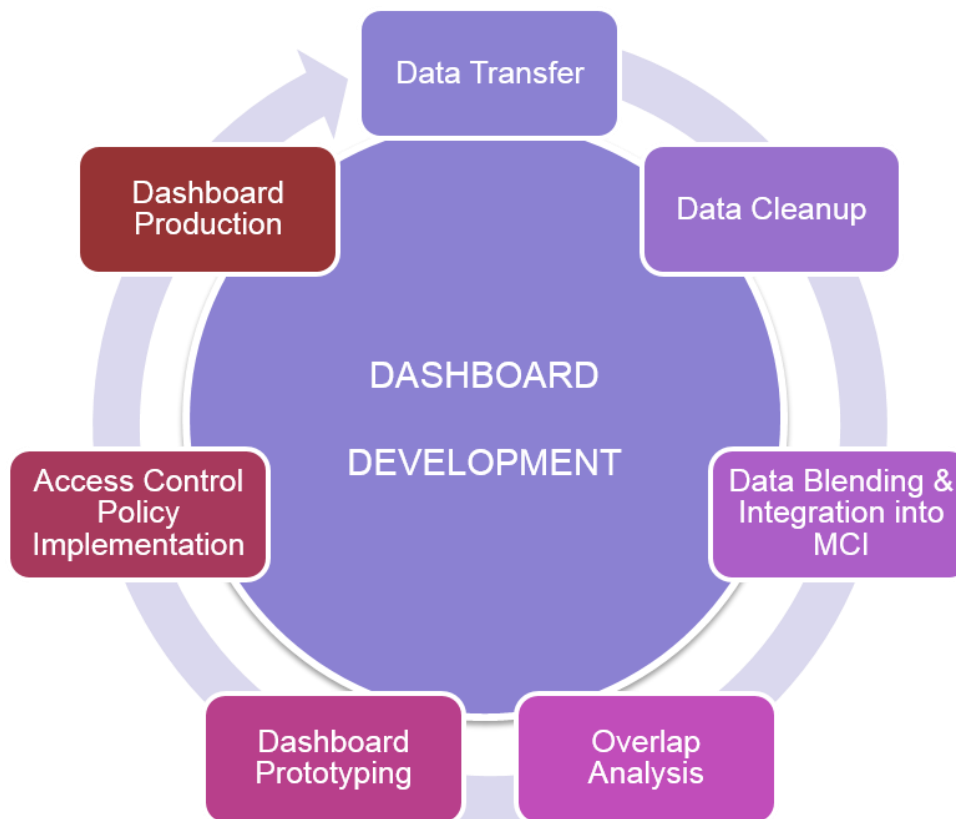 Data Transfer
Data Cleanup
Data Blending &
Integration into
MCI
Overlap
Analysis
Dashboard
Prototyping
Access Control
Policy
Implementation
Dashboard
Production
DASHBOARD
DEVELOPMENT